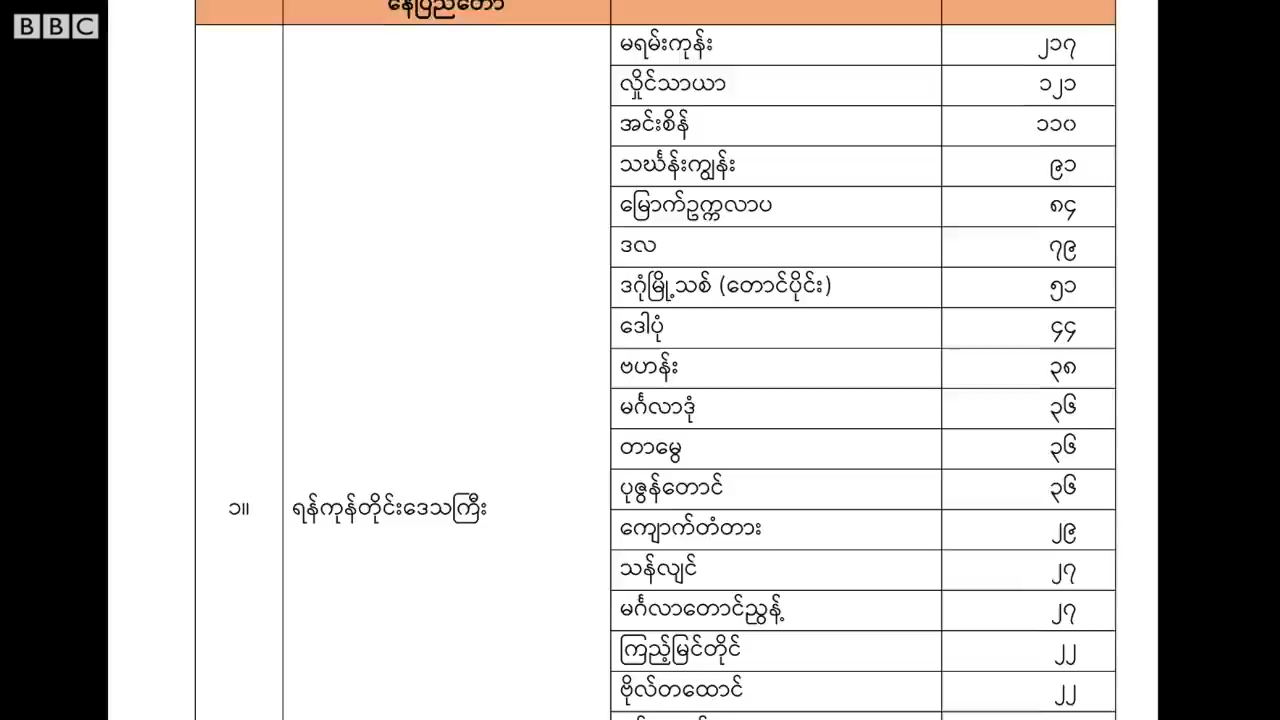 BBC
နေပြည်တော်
မရမ်းကုန်း ၂၁၇
လှိုင်သာယာ ၁၂၁
အင်းစိန် ၁၁၀
သင်္ဃန်းကျွန်း ၉၁
မြောက်ဥက္ကလာပ ၈၄
ဒလ ၇၉
ဒဂုံမြို့သစ် (တောင်ပိုင်း) ၅၁
ဒေါပုံ ၄၄
ဗဟန်း ၃၈
မင်္ဂလာဒုံ ၃၆
တာမွေ ၃၆
ပုဇွန်တောင် ၃၆
၁။ ရန်ကုန်တိုင်းဒေသကြီး
ကျောက်တံတား ၂၉
သန်လျင် ၂၇
မင်္ဂလာတောင်ညွန့် ၂၇
ကြည့်မြင်တိုင် ၂၂
ဗိုလ်တထောင် ၂၂